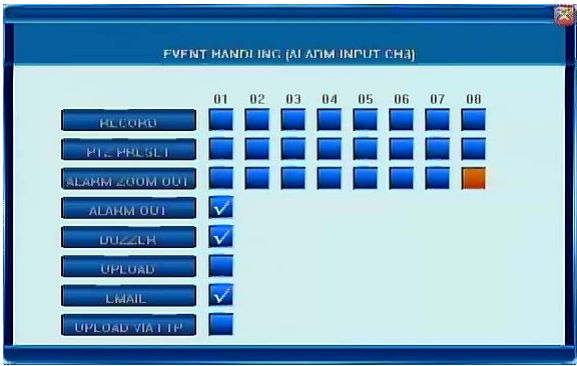 EVENT HANDLING (ALARM INPUT CH3)
01 02 03 04 05 06 07 08
RECORD
PTZ PRESET
ALARM ZOOM OUT
ALARM OUT
BUZZER
UPLOAD
EMAIL
UPLOAD VIA FTP